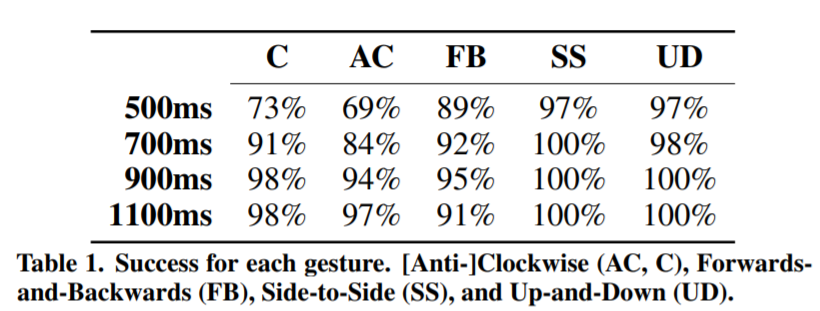 C AC FB SS UD
500ms 73% 69% 89% 97% 97%
700ms 91% 84% 92% 100% 98%
900ms 98% 94% 95% 100% 100%
1100ms 98% 97% 91% 100% 100%
Table 1. Success for each gesture. [Anti-]Clockwise (AC, C), Forwards-
and-Backwards (FB), Side-to-Side (SS), and Up-and-Down (UD).